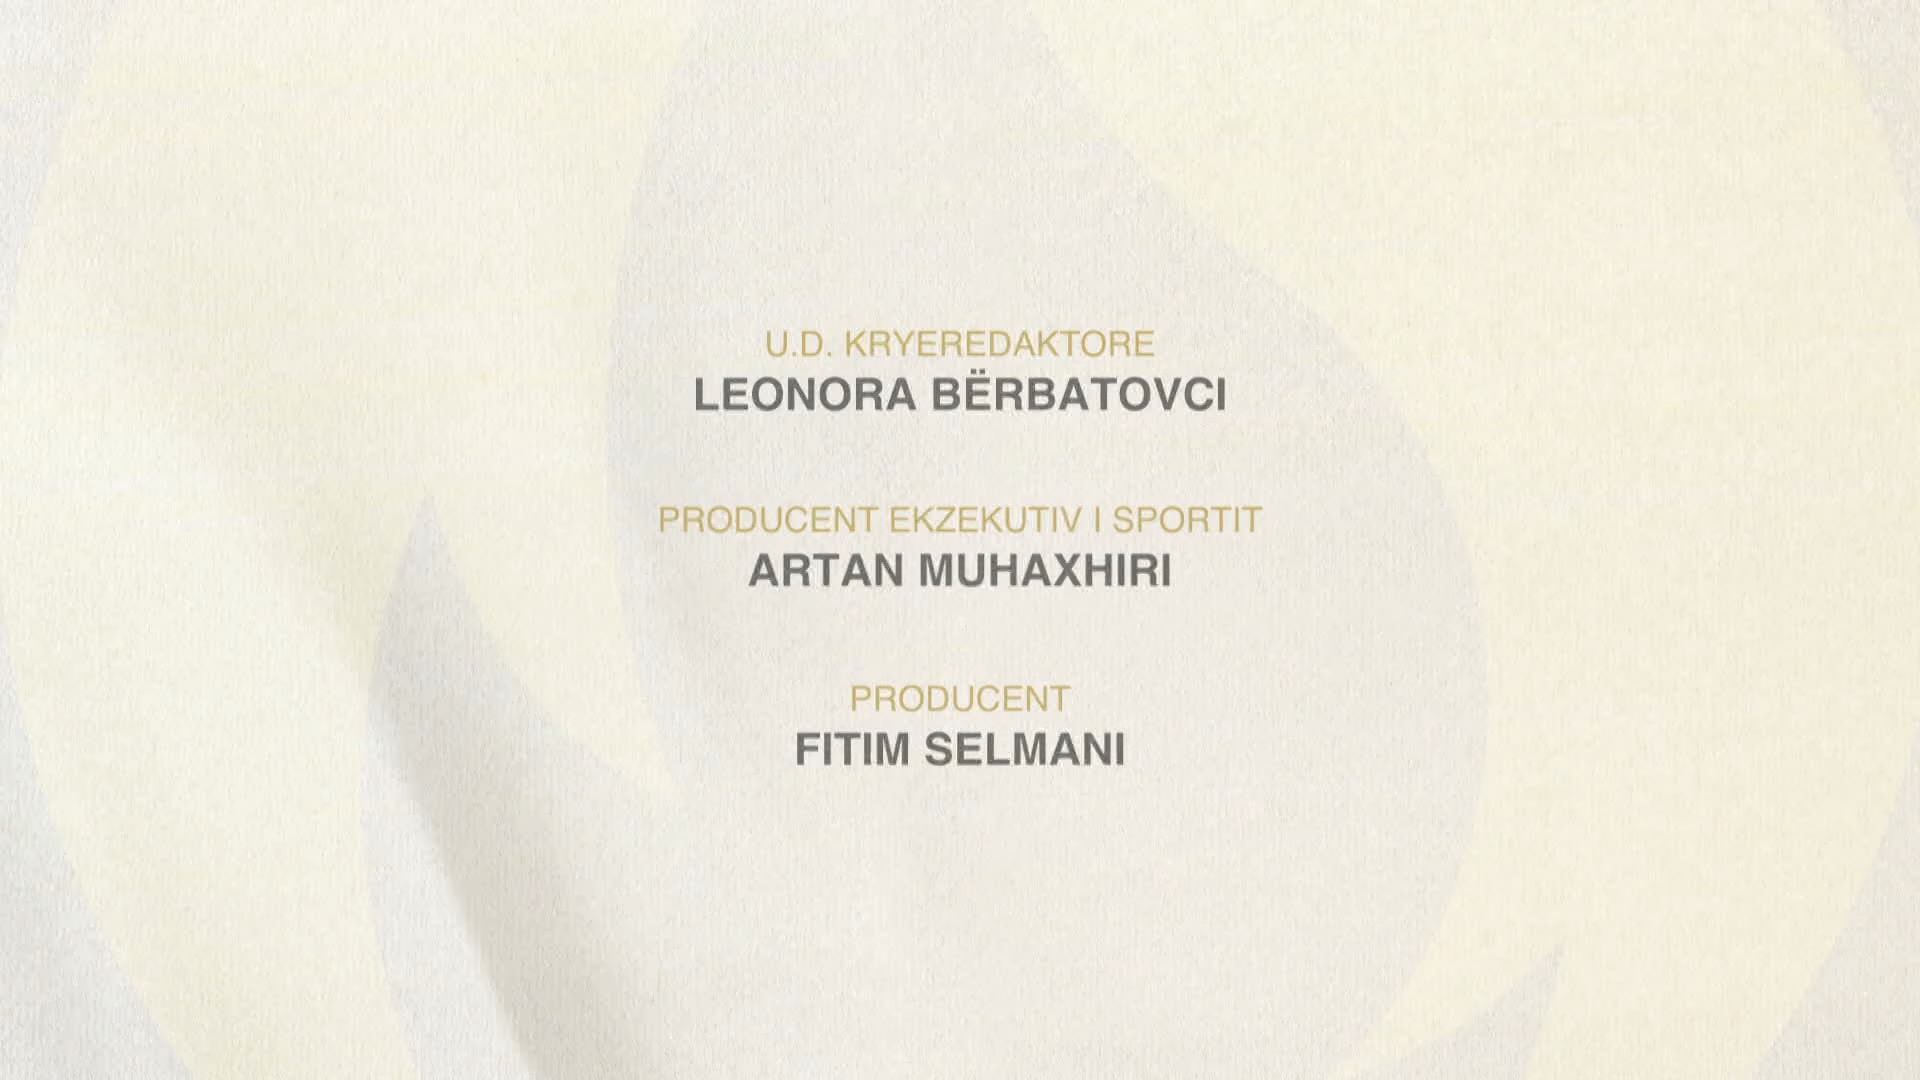 U.D. KRYEREDAKTORE
LEONORA BËRBATOVCI
PRODUCENT EKZEKUTIV I SPORTIT
ARTAN MUHAXHIRI
PRODUCENT
FITIM SELMANI